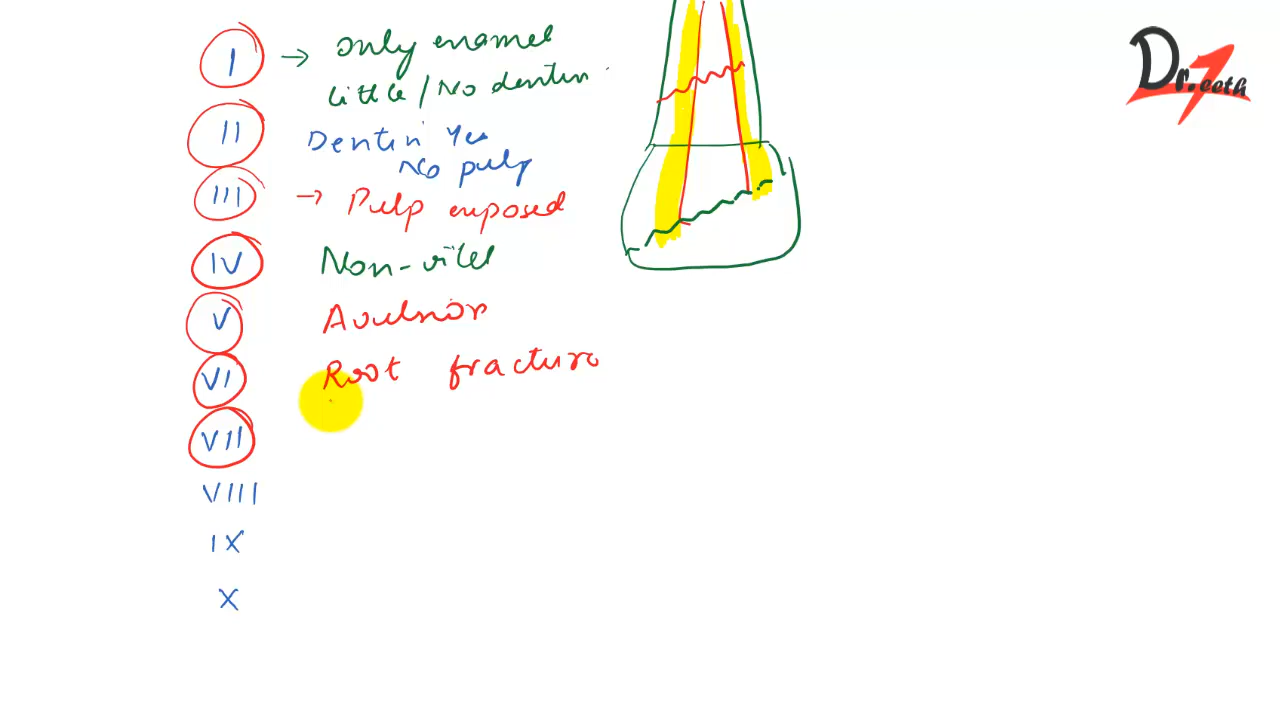 I → only enamel
little / No dentin
II Dentin Yes
No pulp
III → Pulp exposed
IV Non-vital
V Avulsion
VI Root fracture
VII
VIII
IX
X
Dr.eeth